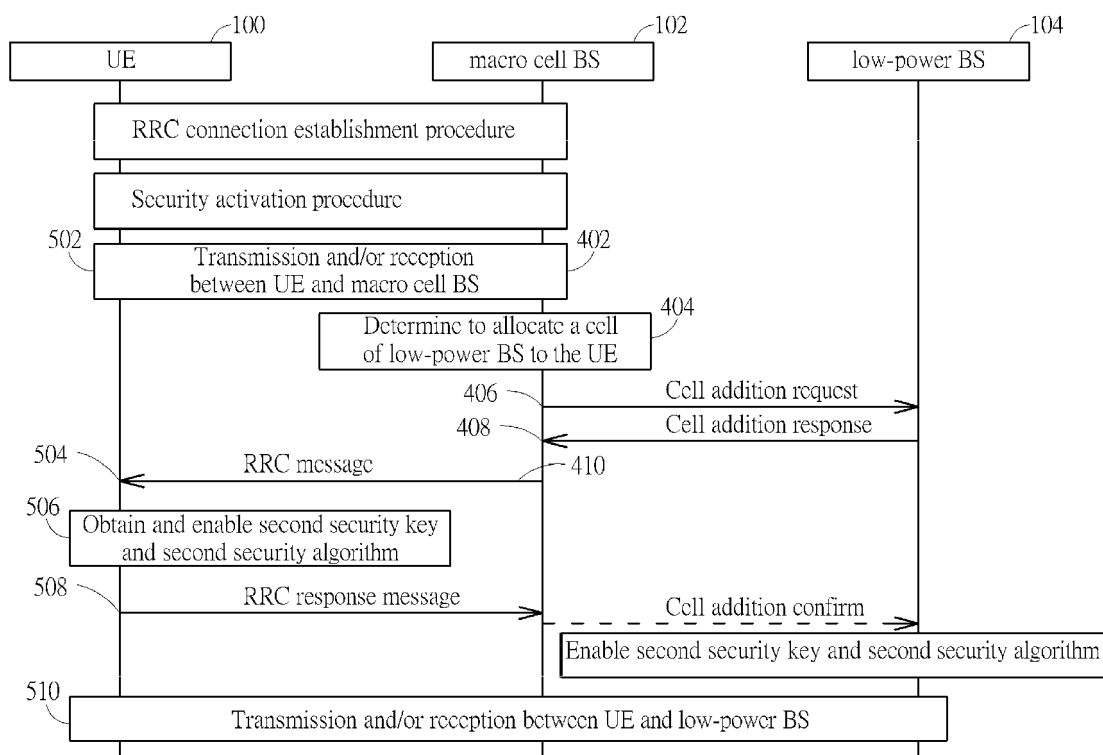 100
102
104
UE
macro cell BS
low-power BS
RRC connection establishment procedure
Security activation procedure
502
402
Transmission and/or reception
between UE and macro cell BS
404
Determine to allocate a cell
of low-power BS to the UE
406
Cell addition request
408
Cell addition response
504
RRC message
410
506
Obtain and enable second security key
and second security algorithm
508
RRC response message
Cell addition confirm
Enable second security key and second security algorithm
510
Transmission and/or reception between UE and low-power BS